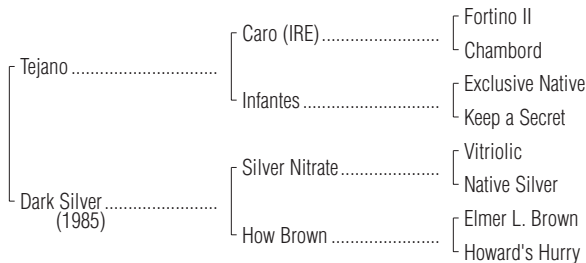 Fortino II
Caro (IRE)
Chambord
Tejano
Exclusive Native
Infantes
Keep a Secret
Vitriolic
Silver Nitrate
Native Silver
Dark Silver
(1985)
Elmer L. Brown
How Brown
Howard's Hurry